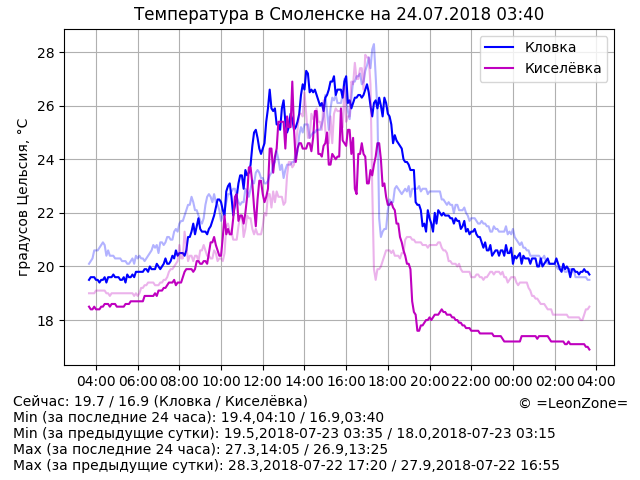 Температура в Смоленске на 24.07.2018 03:40
градусов Цельсия, °C
28
26
24
22
20
18
Кловка
Киселёвка
04:00 06:00 08:00 10:00 12:00 14:00 16:00 18:00 20:00 22:00 00:00 02:00 04:00
Сейчас: 19.7 / 16.9 (Кловка / Киселёвка)
© =LeonZone=
Min (за последние 24 часа): 19.4,04:10 / 16.9,03:40
Min (за предыдущие сутки): 19.5,2018-07-23 03:35 / 18.0,2018-07-23 03:15
Max (за последние 24 часа): 27.3,14:05 / 26.9,13:25
Max (за предыдущие сутки): 28.3,2018-07-22 17:20 / 27.9,2018-07-22 16:55